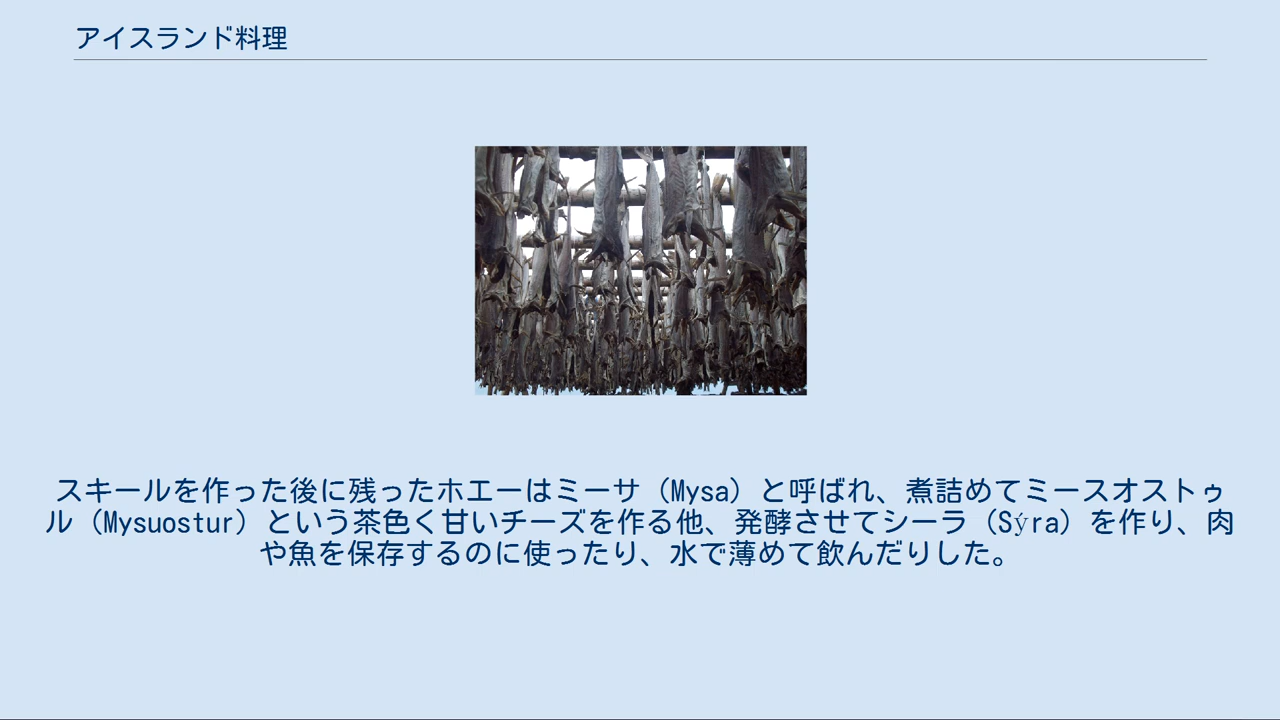 アイスランド料理
スキールを作った後に残ったホエーはミーサ（Mysa）と呼ばれ、煮詰めてミースオストゥ
ル（Mysuostur）という茶色く甘いチーズを作る他、発酵させてシーラ（Sýra）を作り、肉
や魚を保存するのに使ったり、水で薄めて飲んだりした。